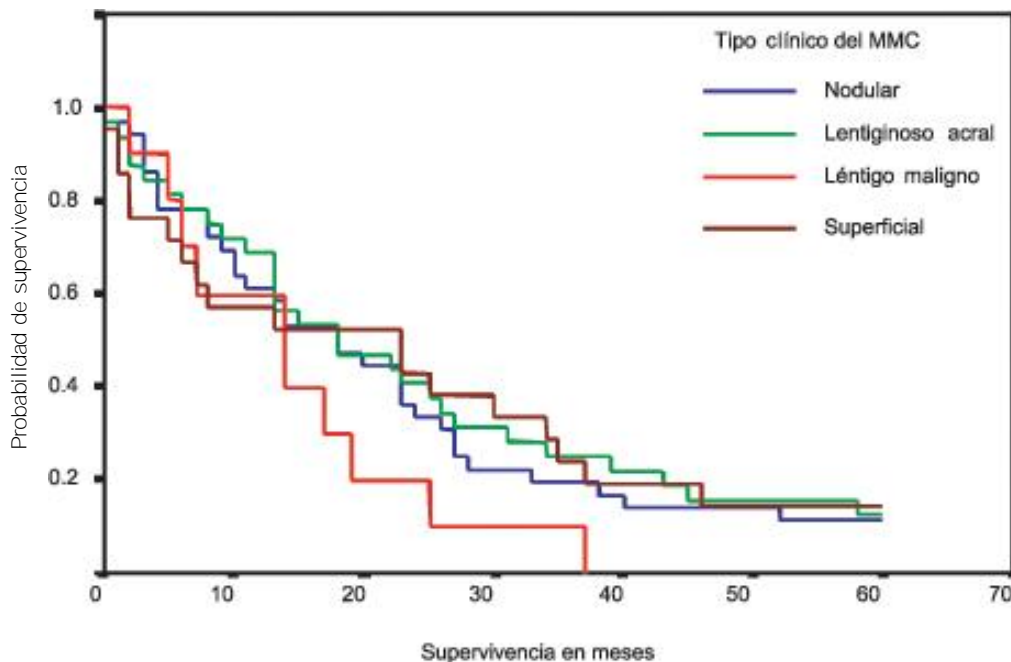 Tipo clínico del MMC
Nodular
Lentiginoso acral
Léntigo maligno
Superficial
Probabilidad de supervivencia
1.0
0.8
0.6
0.4
0.2
0 10 20 30 40 50 60 70
Supervivencia en meses